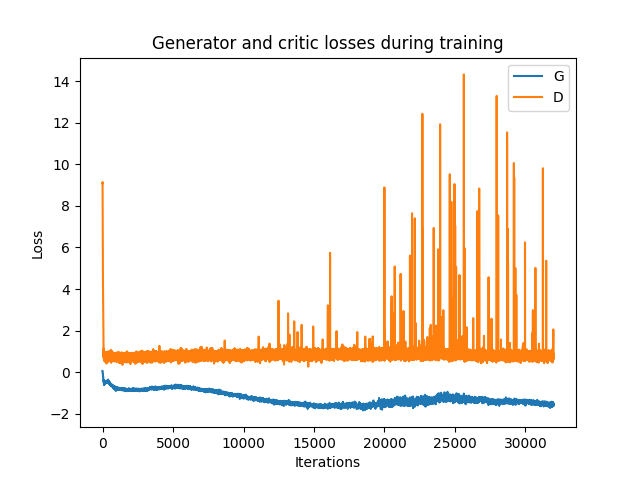 Generator and critic losses during training
G
D
14
12
10
8
6
4
2
0
−2
Loss
0 5000 10000 15000 20000 25000 30000
Iterations